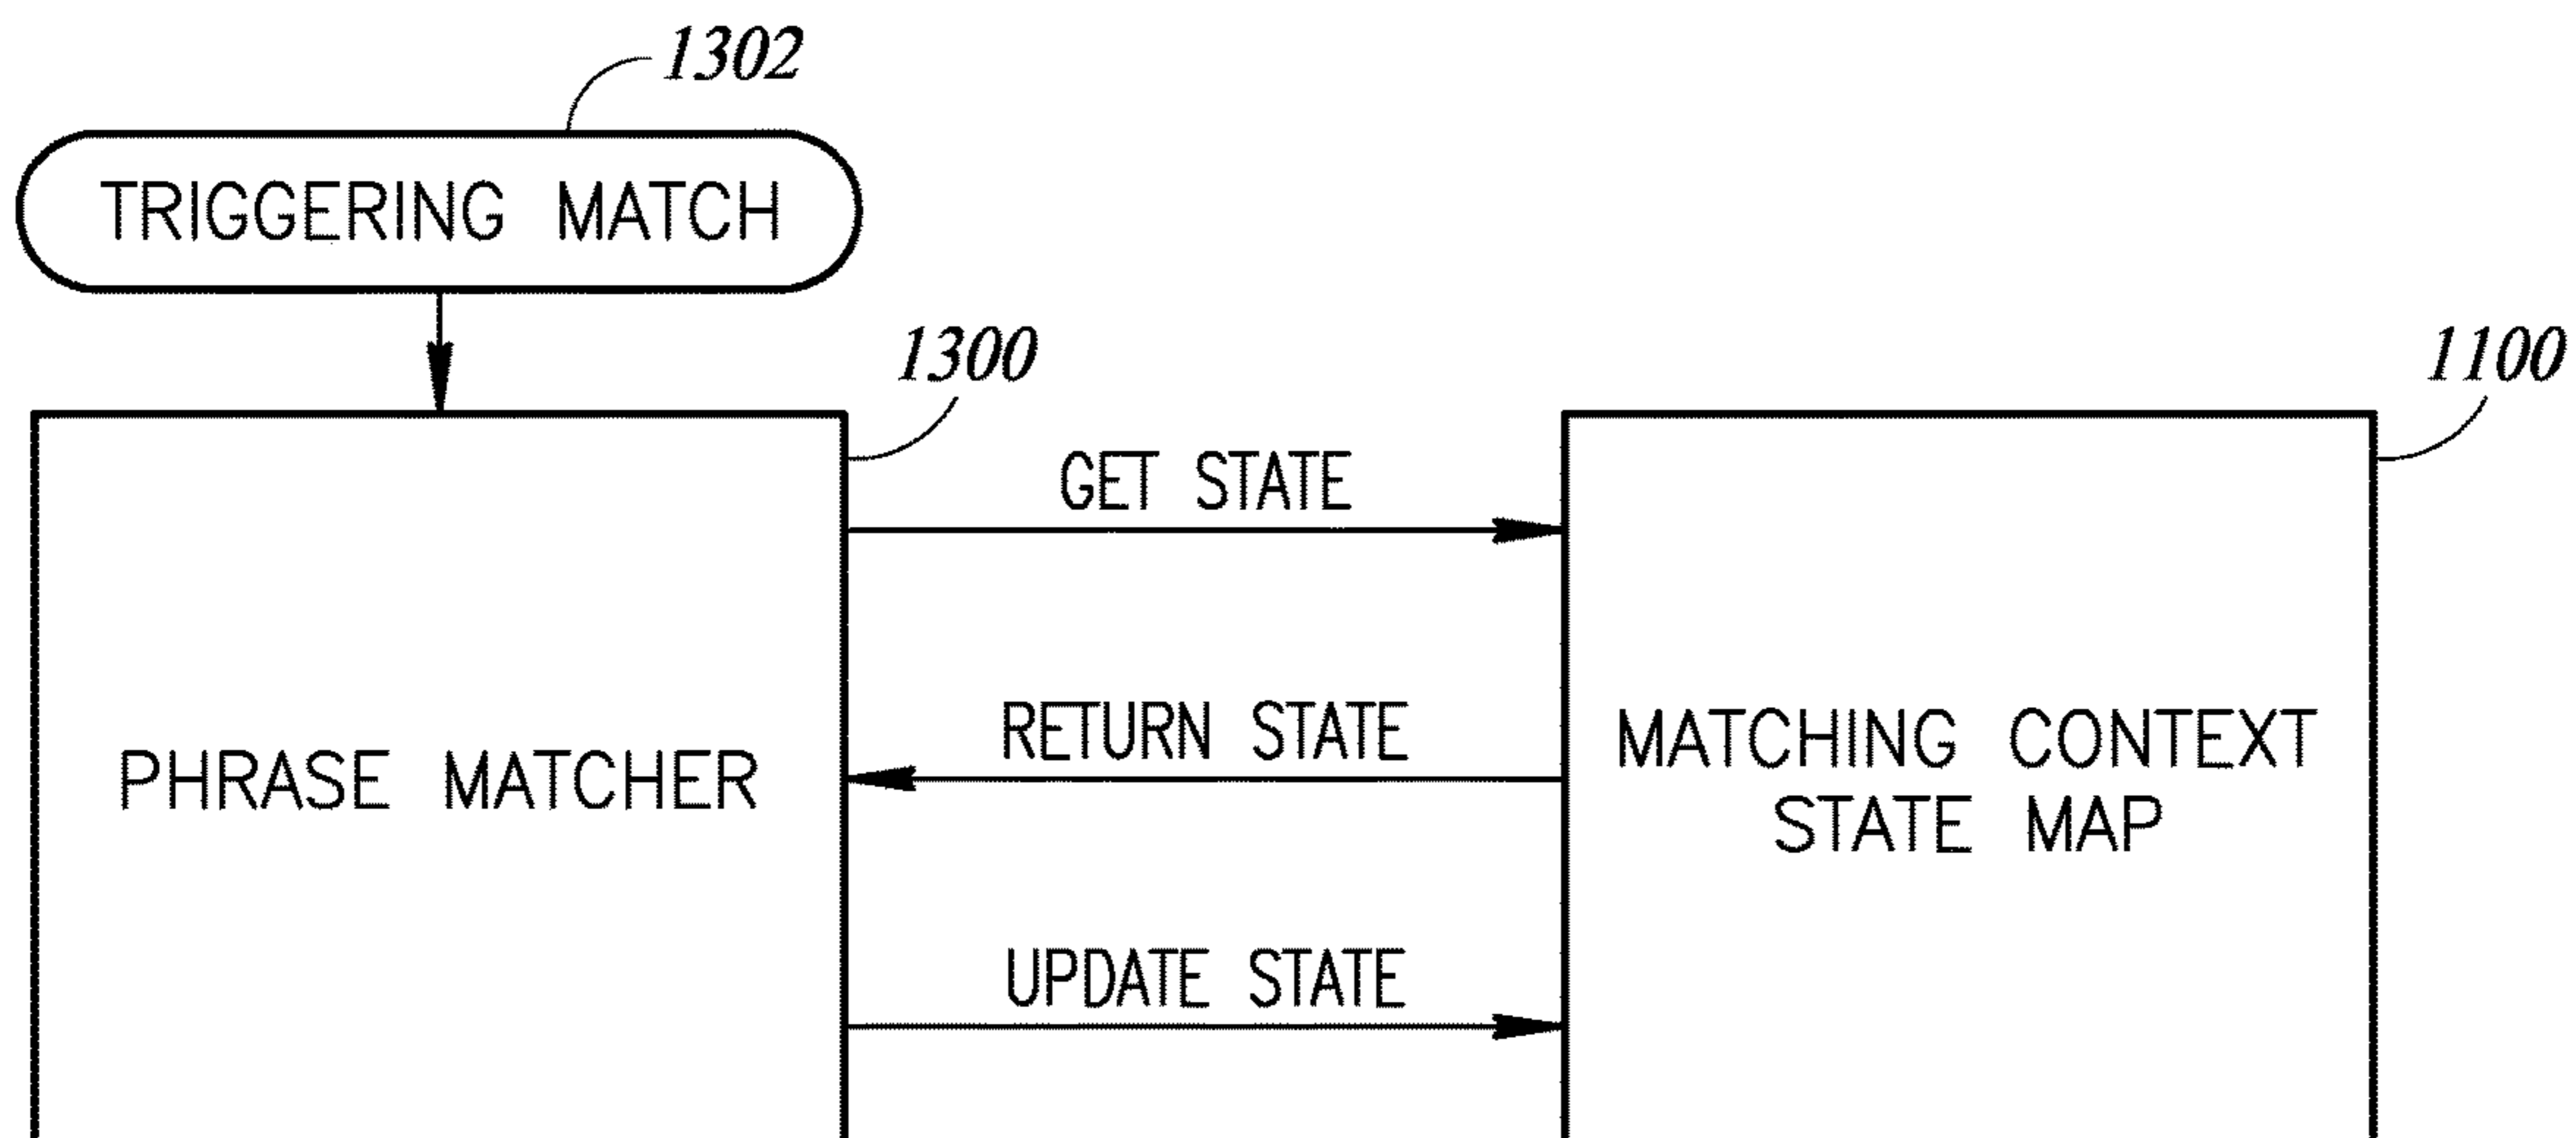 1302
TRIGGERING MATCH
1300
1100
GET STATE
RETURN STATE
PHRASE MATCHER
MATCHING CONTEXT
STATE MAP
UPDATE STATE